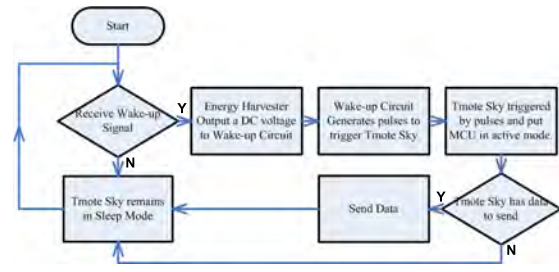 Start
Receive Wake-up
Signal
Y
N
Energy Harvester
Output a DC voltage
to Wake-up Circuit
Wake-up Circuit
Generates pulses to
trigger Tmote Sky
Tmote Sky triggered
by pulses and put
MCU in active mode.
Tmote Sky has data
to send
Y
N
Send Data
Tmote Sky remains
in Sleep Mode